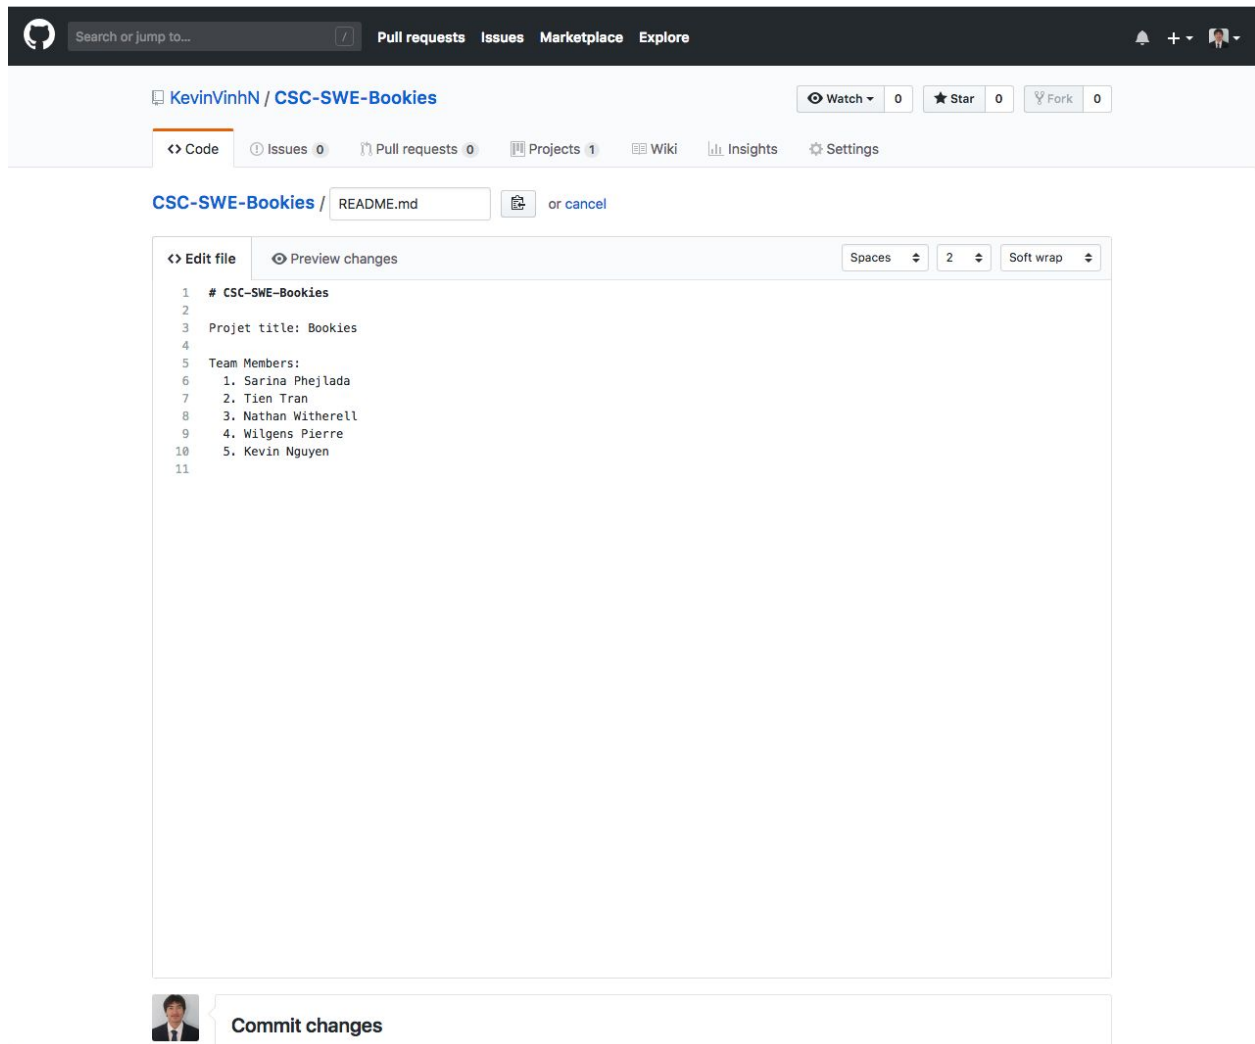 Search or jump to... /
Pull requests Issues Marketplace Explore
KevinVinhN / CSC-SWE-Bookies
Watch 0 Star 0 Fork 0
Code Issues 0 Pull requests 0 Projects 1 Wiki Insights Settings
CSC-SWE-Bookies / README.md or cancel
Edit file Preview changes Spaces 2 Soft wrap
1 # CSC-SWE-Bookies
2
3 Projet title: Bookies
4
5 Team Members:
6 1. Sarina Phejlada
7 2. Tien Tran
8 3. Nathan Witherell
9 4. Wilgens Pierre
10 5. Kevin Nguyen
11
Commit changes